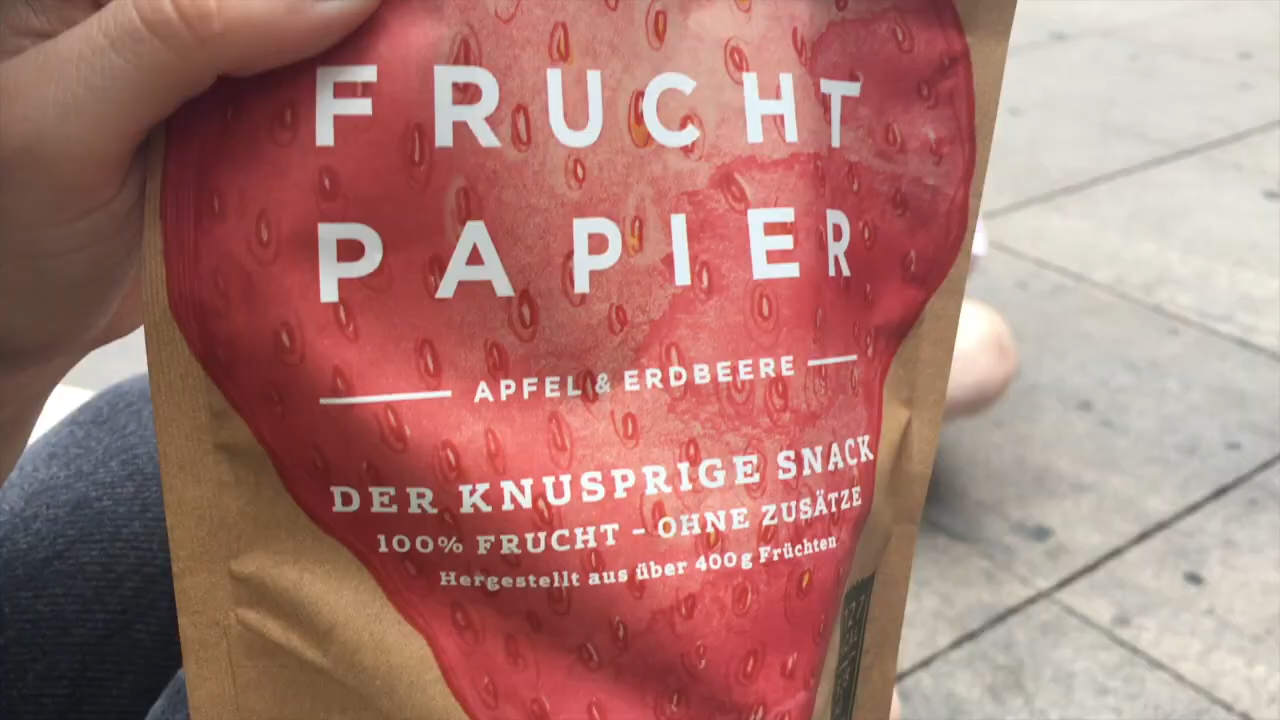 FRUCHT
PAPIER
APFEL & ERDBEERE
DER KNUSPRIGE SNACK
100% FRUCHT – OHNE ZUSÄTZE
Hergestellt aus über 400g Früchten